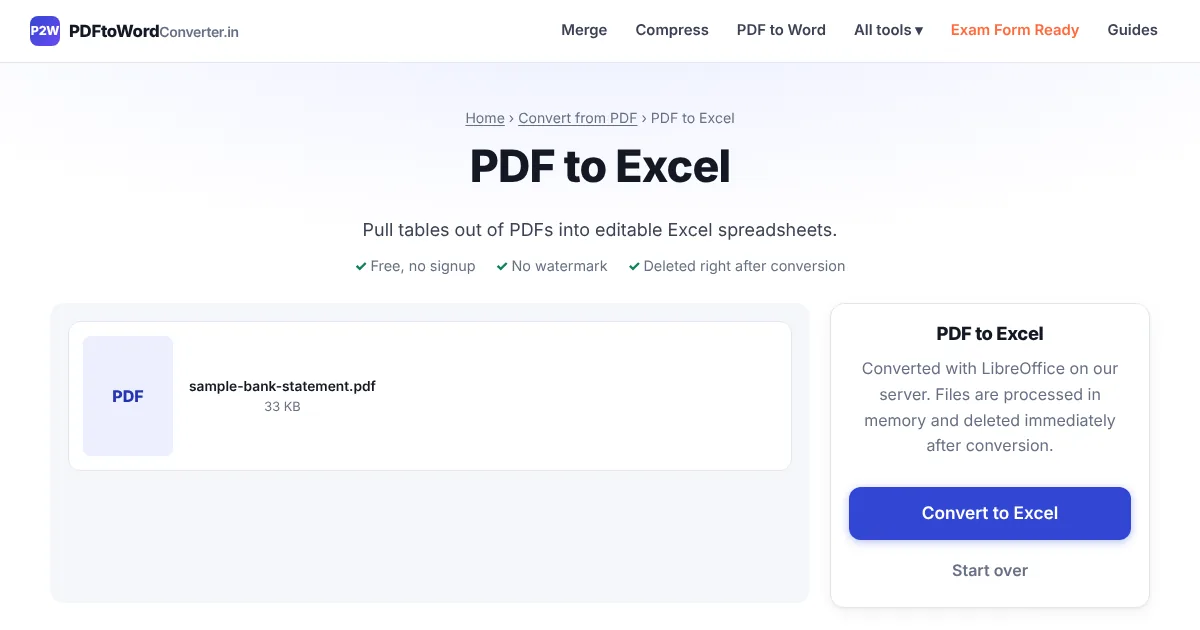 P2W PDFtoWordConverter.in
Merge Compress PDF to Word All tools ▾ Exam Form Ready Guides
Home › Convert from PDF › PDF to Excel
PDF to Excel
Pull tables out of PDFs into editable Excel spreadsheets.
✓ Free, no signup ✓ No watermark ✓ Deleted right after conversion
PDF
sample-bank-statement.pdf
33 KB
PDF to Excel
Converted with LibreOffice on our
server. Files are processed in
memory and deleted immediately
after conversion.
Convert to Excel
Start over